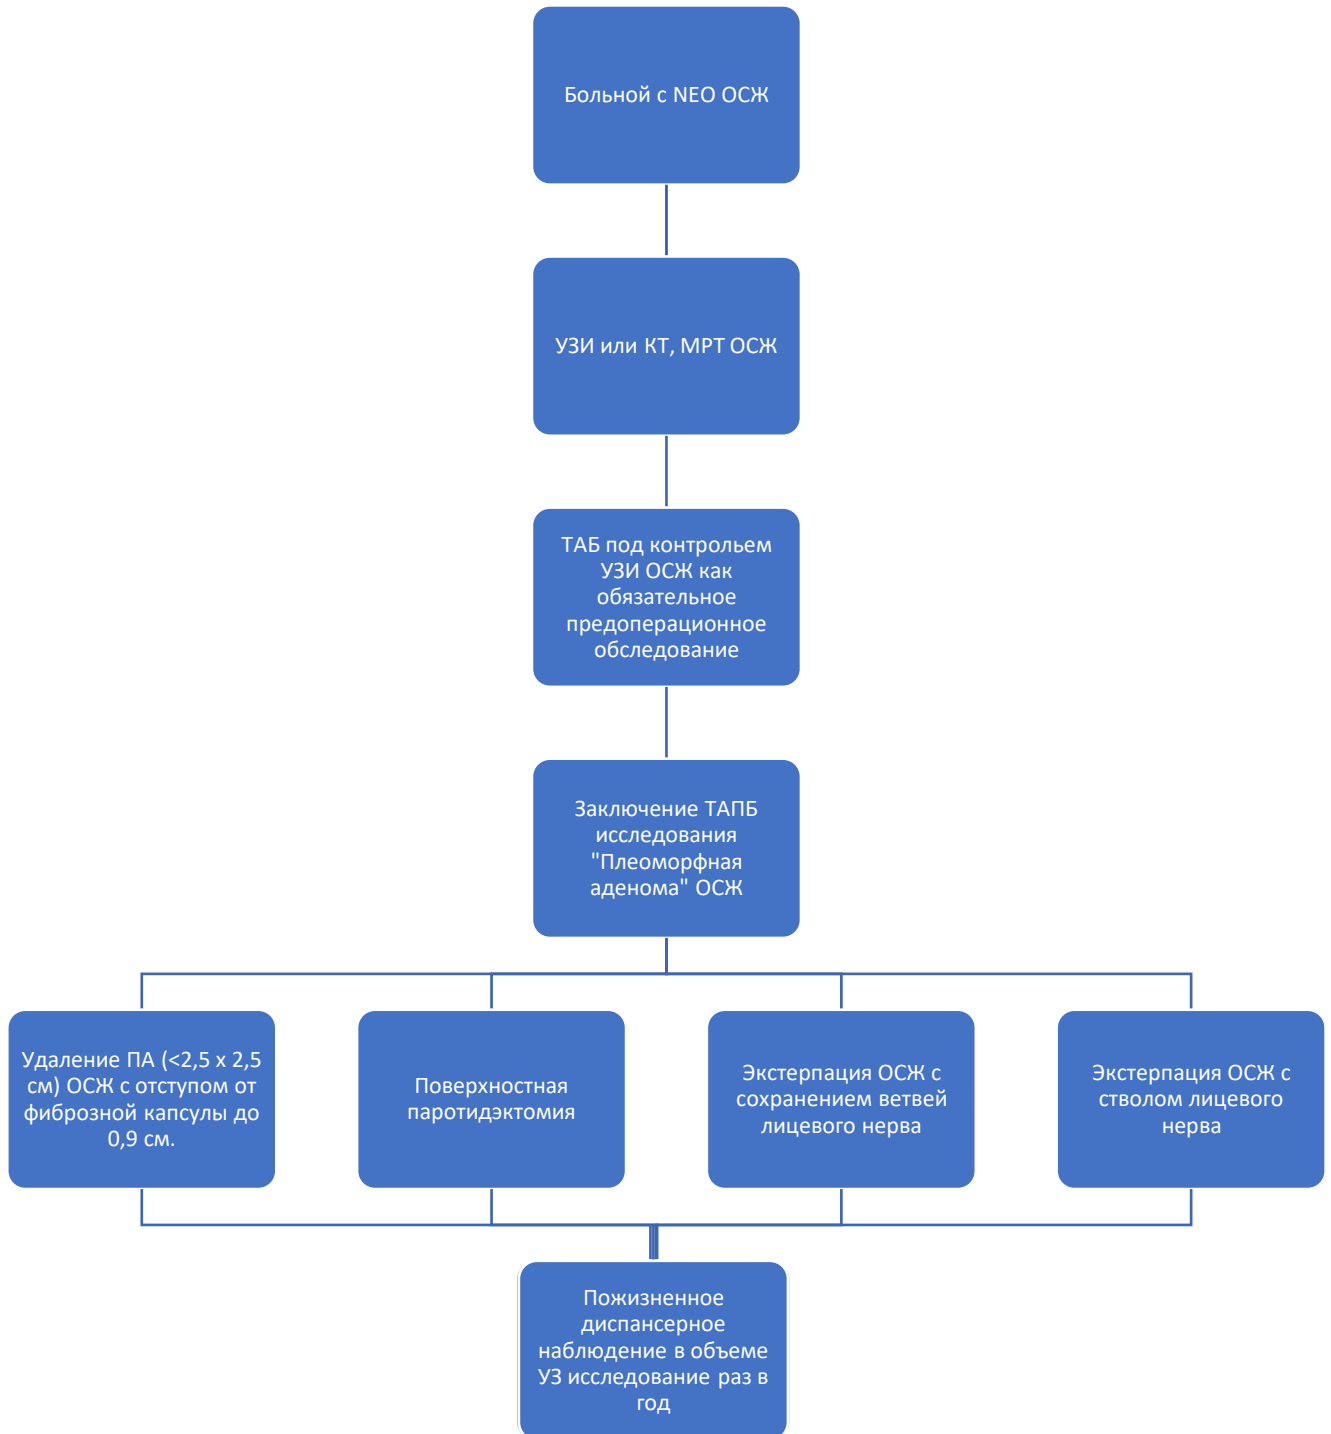 Больной с NEO ОСЖ
УЗИ или КТ, МРТ ОСЖ
ТАБ под контрольем
УЗИ ОСЖ как
обязательное
предоперационное
обследование
Заключение ТАПБ
исследования
"Плеоморфная
аденома" ОСЖ
Удаление ПА (<2,5 x 2,5
см) ОСЖ с отступом от
фиброзной капсулы до
0,9 см.
Поверхностная
паротидэктомия
Экстерпация ОСЖ с
сохранением ветвей
лицевого нерва
Экстерпация ОСЖ с
стволом лицевого
нерва
Пожизненное
диспансерное
наблюдение в объеме
УЗ исследование раз в
год